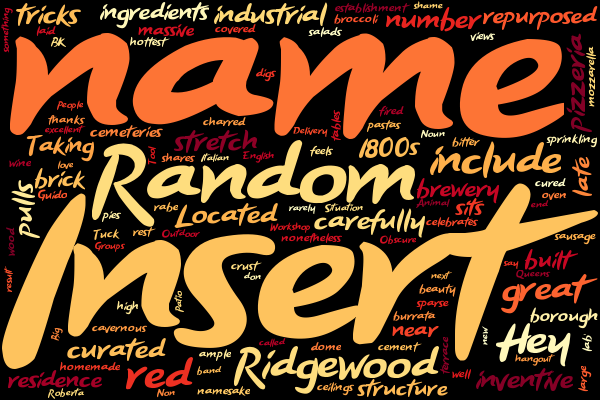 something
tricks
ingredients
industrial
establishment
shame
laid
BK
massive
hottest
covered
broccoli
salads
number
repurposed
views
name
pizzeria
mozzarella
digs
People
thanks
excellent
cemeteries
charred
Delivery
tables
fired
pastas
Noun
bitter
sprinkling
Taking
Tool
stretch
shares
Italian
English
feels
1800s
include
late
Wine
love
brick
Guido
pulls
Random
brewery
Animal
cured
oven
end
pies
rabe
Located
rarely
Situation
carefully
sits
celebrates
wood
Tuck
Groups
rest
Outdoor
Workshop
nonetheless
Obscure
sausage
Insert
crust
don
result
high
Patio
next
beauty
sparse
burrata
say
built
Queens
great
borough
Big
cavernous
curated
called
ample
dome
cement
near
terrace
new
Hey
hangout
lab
homemade
residence
Roberta
red
Non
band
namesake
Ridgewood
ceilings
structure
well
inventive
large